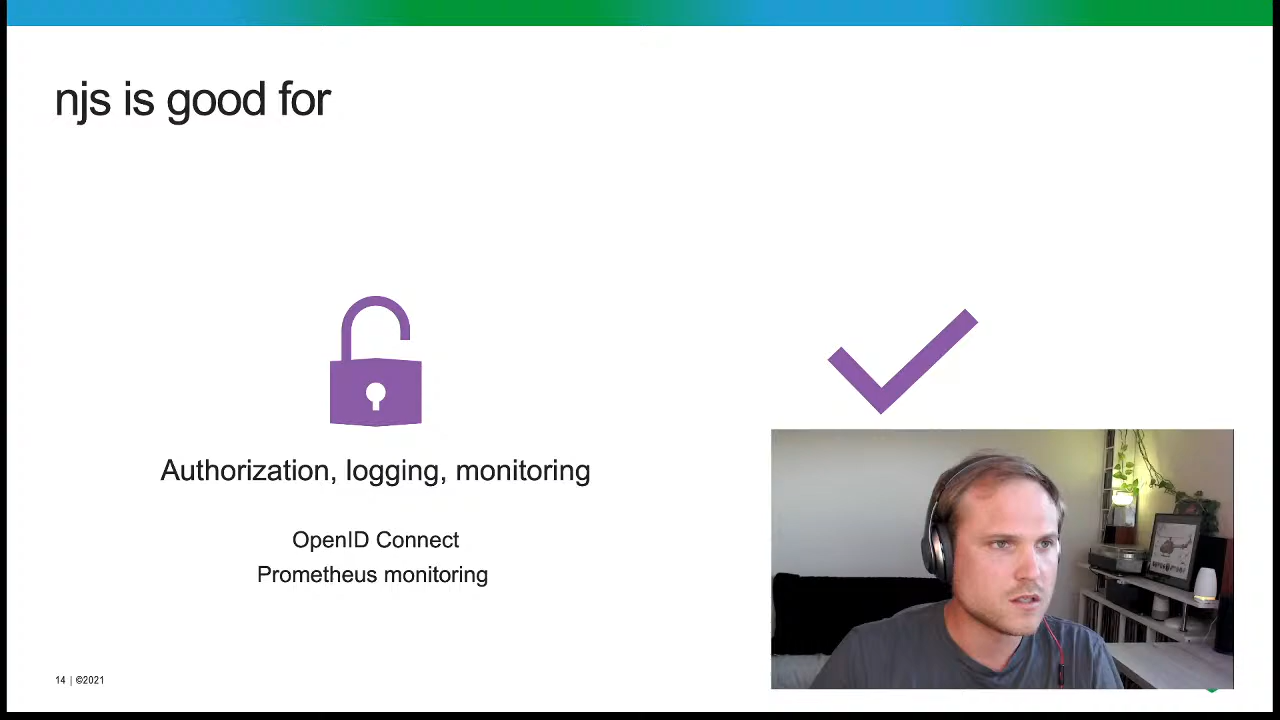 njs is good for
Authorization, logging, monitoring
OpenID Connect
Prometheus monitoring
14 | ©2021